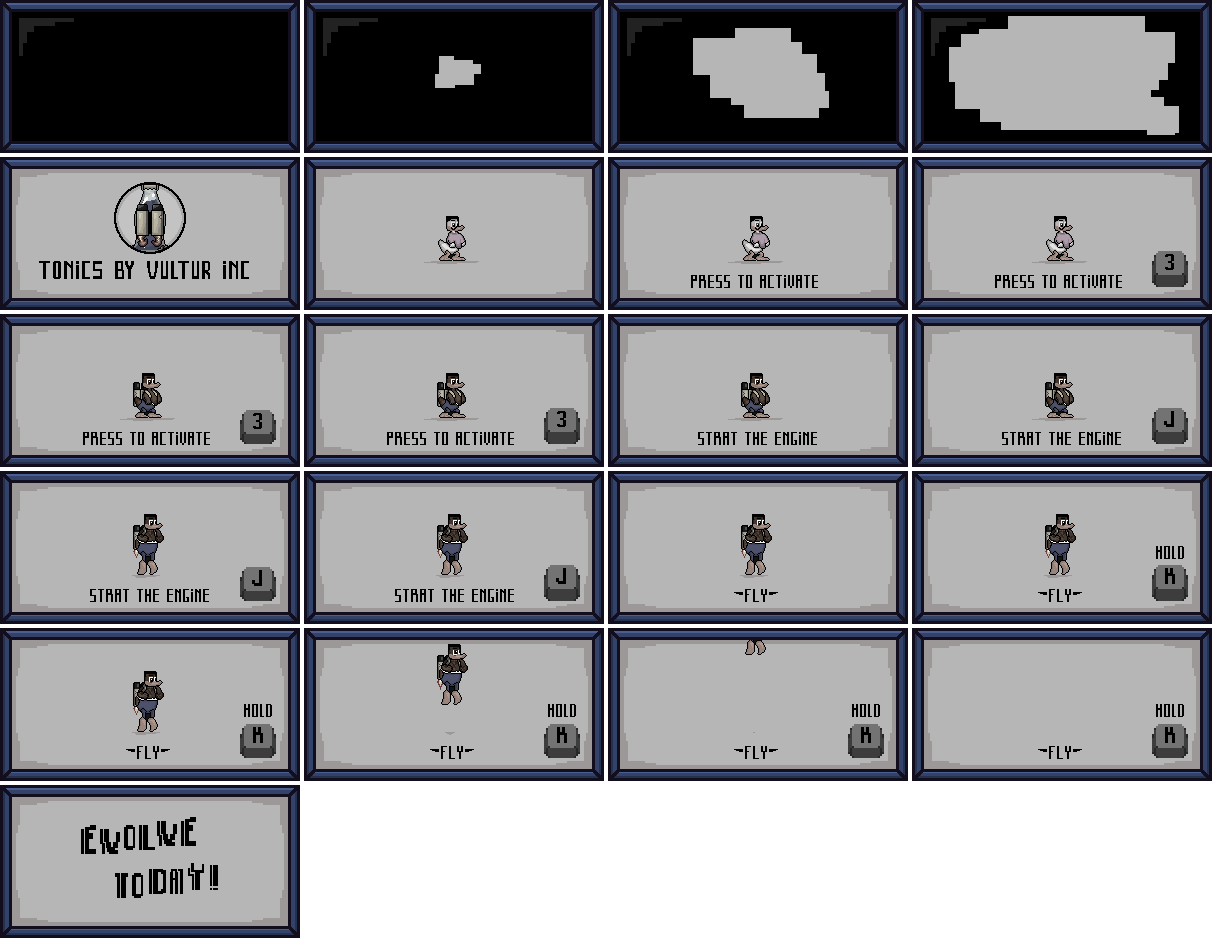 TONICS BY VULTUR INC
PRESS TO ACTIVATE
PRESS TO ACTIVATE
3
PRESS TO ACTIVATE
3
PRESS TO ACTIVATE
3
STRAT THE ENGINE
STRAT THE ENGINE
J
STRAT THE ENGINE
J
STRAT THE ENGINE
J
FLY
HOLD
K
FLY
HOLD
K
FLY
HOLD
K
FLY
HOLD
K
FLY
HOLD
K
FLY
EVOLVE
TODAY!